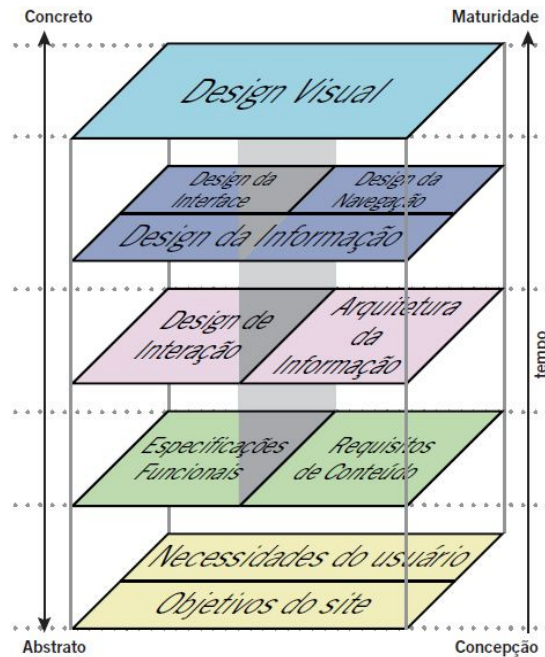 Concreto
Maturidade
Design Visual
Design da
Interface
Design da
Navegação
Design da Informação
Design de
Interação
Arquitetura
da
Informação
tempo
Especificações
Funcionais
Requisitos
de Conteúdo
Necessidades do usuário
Objetivos do site
Abstrato
Concepção